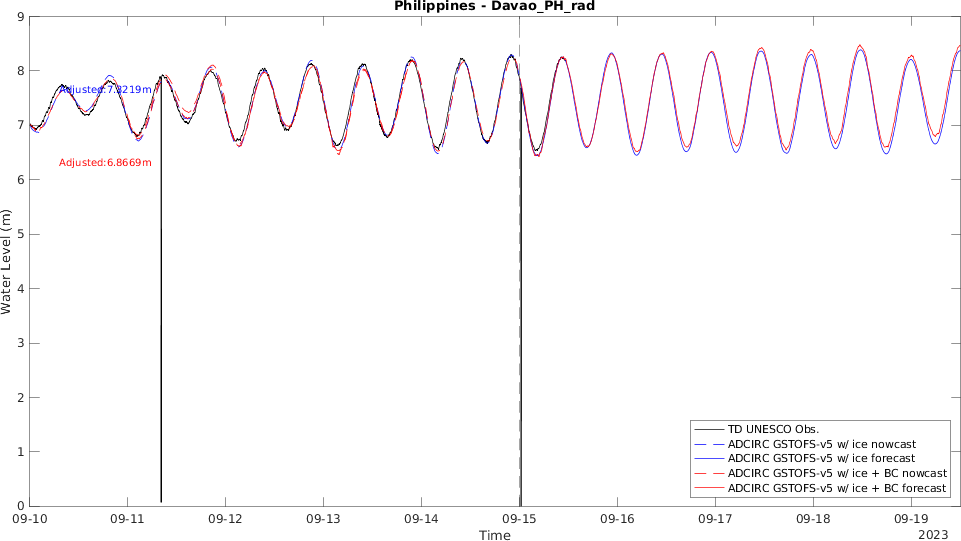 Philippines - Davao_PH_rad
9
8
7
6
5
4
3
2
1
0
Water Level (m)
Adjusted:7.3219m
Adjusted:6.8669m
TD UNESCO Obs.
ADCIRC GSTOFS-v5 w/ ice nowcast
ADCIRC GSTOFS-v5 w/ ice forecast
ADCIRC GSTOFS-v5 w/ ice + BC nowcast
ADCIRC GSTOFS-v5 w/ ice + BC forecast
09-10 09-11 09-12 09-13 09-14 09-15 09-16 09-17 09-18 09-19
Time
2023